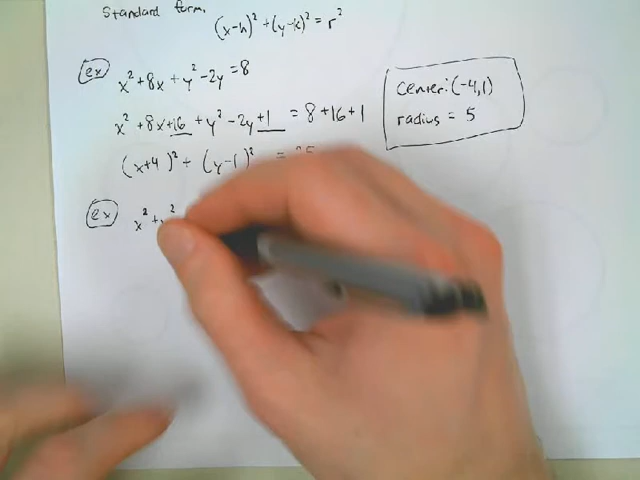 Standard form.
(x-h)² + (y-k)² = r²
ex x² + 8x + y² - 2y = 8
x² + 8x + 16 + y² - 2y + 1 = 8 + 16 + 1
(x+4)² + (y-1)² =
center: (-4,1)
radius = 5
ex x² +